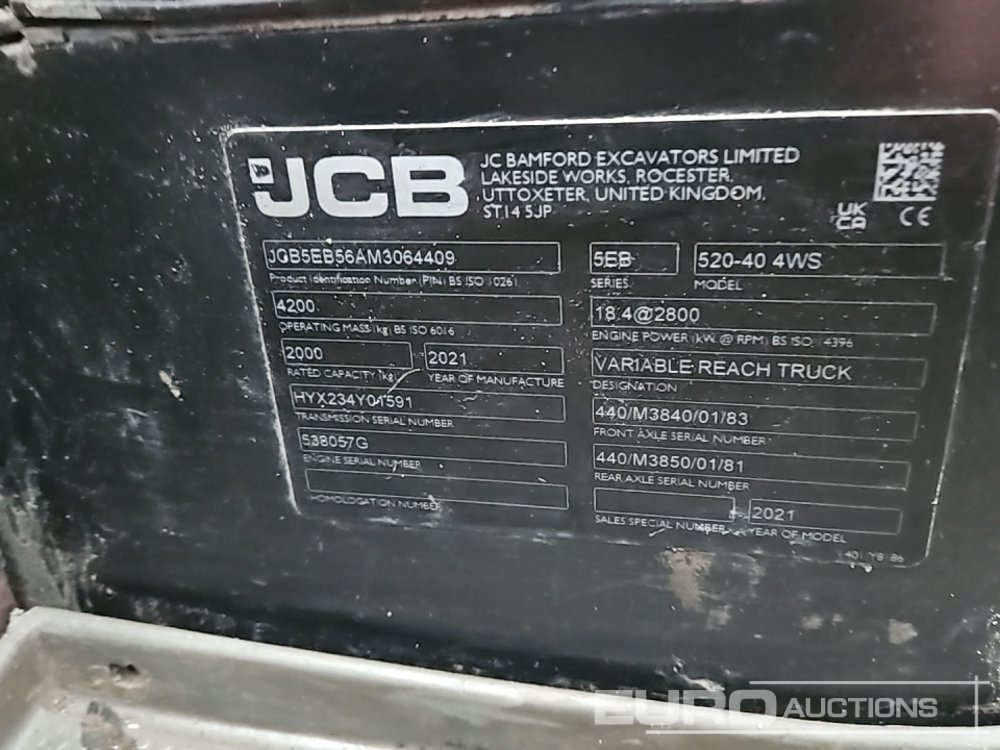 JCB
JC BAMFORD EXCAVATORS LIMITED
LAKESIDE WORKS, ROCESTER,
UTTOXETER, UNITED KINGDOM,
ST14 5JP
UK
CA CE
JCB5EB56AM3064409
Product Identification Number (PIN) BS ISO 10261
5EB
SERIES
520-40 4WS
MODEL
4200
OPERATING MASS (kg) BS ISO 6016
18.4@2800
ENGINE POWER (kW @ RPM) BS ISO 14396
2000
RATED CAPACITY (kg)
2021
YEAR OF MANUFACTURE
VARIABLE REACH TRUCK
DESIGNATION
HYX234Y01591
TRANSMISSION SERIAL NUMBER
440/M3840/01/83
FRONT AXLE SERIAL NUMBER
538057G
ENGINE SERIAL NUMBER
440/M3850/01/81
REAR AXLE SERIAL NUMBER
HOMOLOGATION NUMBER
SALES SPECIAL NUMBER
2021
YEAR OF MODEL
EURO AUCTIONS